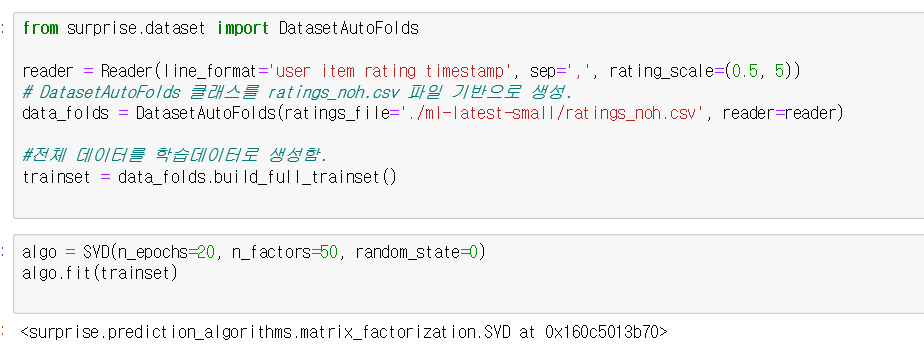 from surprise.dataset import DatasetAutoFolds
reader = Reader(line_format='user item rating timestamp', sep=',', rating_scale=(0.5, 5))
# DatasetAutoFolds 클래스를 ratings_noh.csv 파일 기반으로 생성.
data_folds = DatasetAutoFolds(ratings_file='./ml-latest-small/ratings_noh.csv', reader=reader)
#전체 데이터를 학습데이터로 생성함.
trainset = data_folds.build_full_trainset()
algo = SVD(n_epochs=20, n_factors=50, random_state=0)
algo.fit(trainset)
<surprise.prediction_algorithms.matrix_factorization.SVD at 0x160c5013b70>